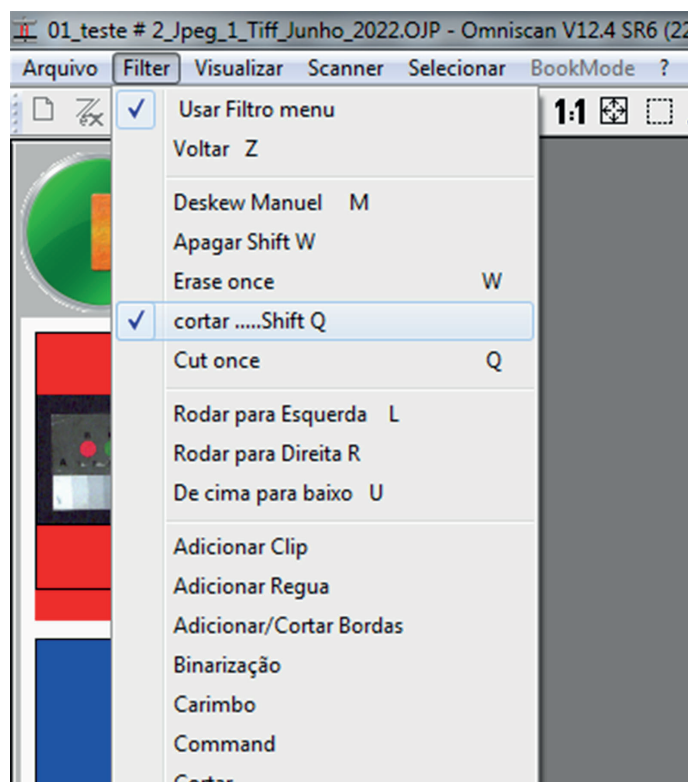 01_teste # 2_Jpeg_1_Tiff_Junho_2022.OJP - Omniscan V12.4 SR6 (22
Arquivo Filter Visualizar Scanner Selecionar BookMode ?
1:1
Usar Filtro menu
Voltar Z
Deskew Manuel M
Apagar Shift W
Erase once W
cortar .....Shift Q
Cut once Q
Rodar para Esquerda L
Rodar para Direita R
De cima para baixo U
Adicionar Clip
Adicionar Regua
Adicionar/Cortar Bordas
Binarização
Carimbo
Command
Cortar